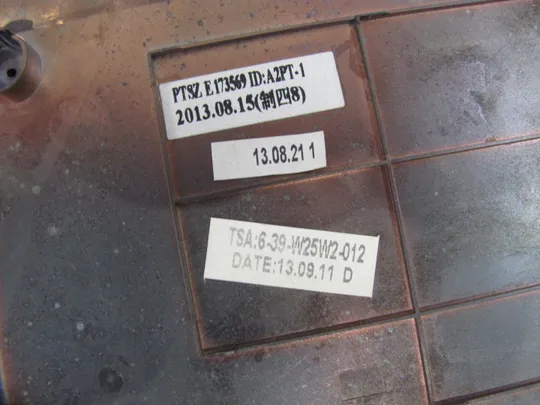 PT8Z E173569 ID:A2PT-1
2013.08.15(制四8)
13.08.21 1
TSA:6-39-W25W2-012
DATE:13.09.11 D